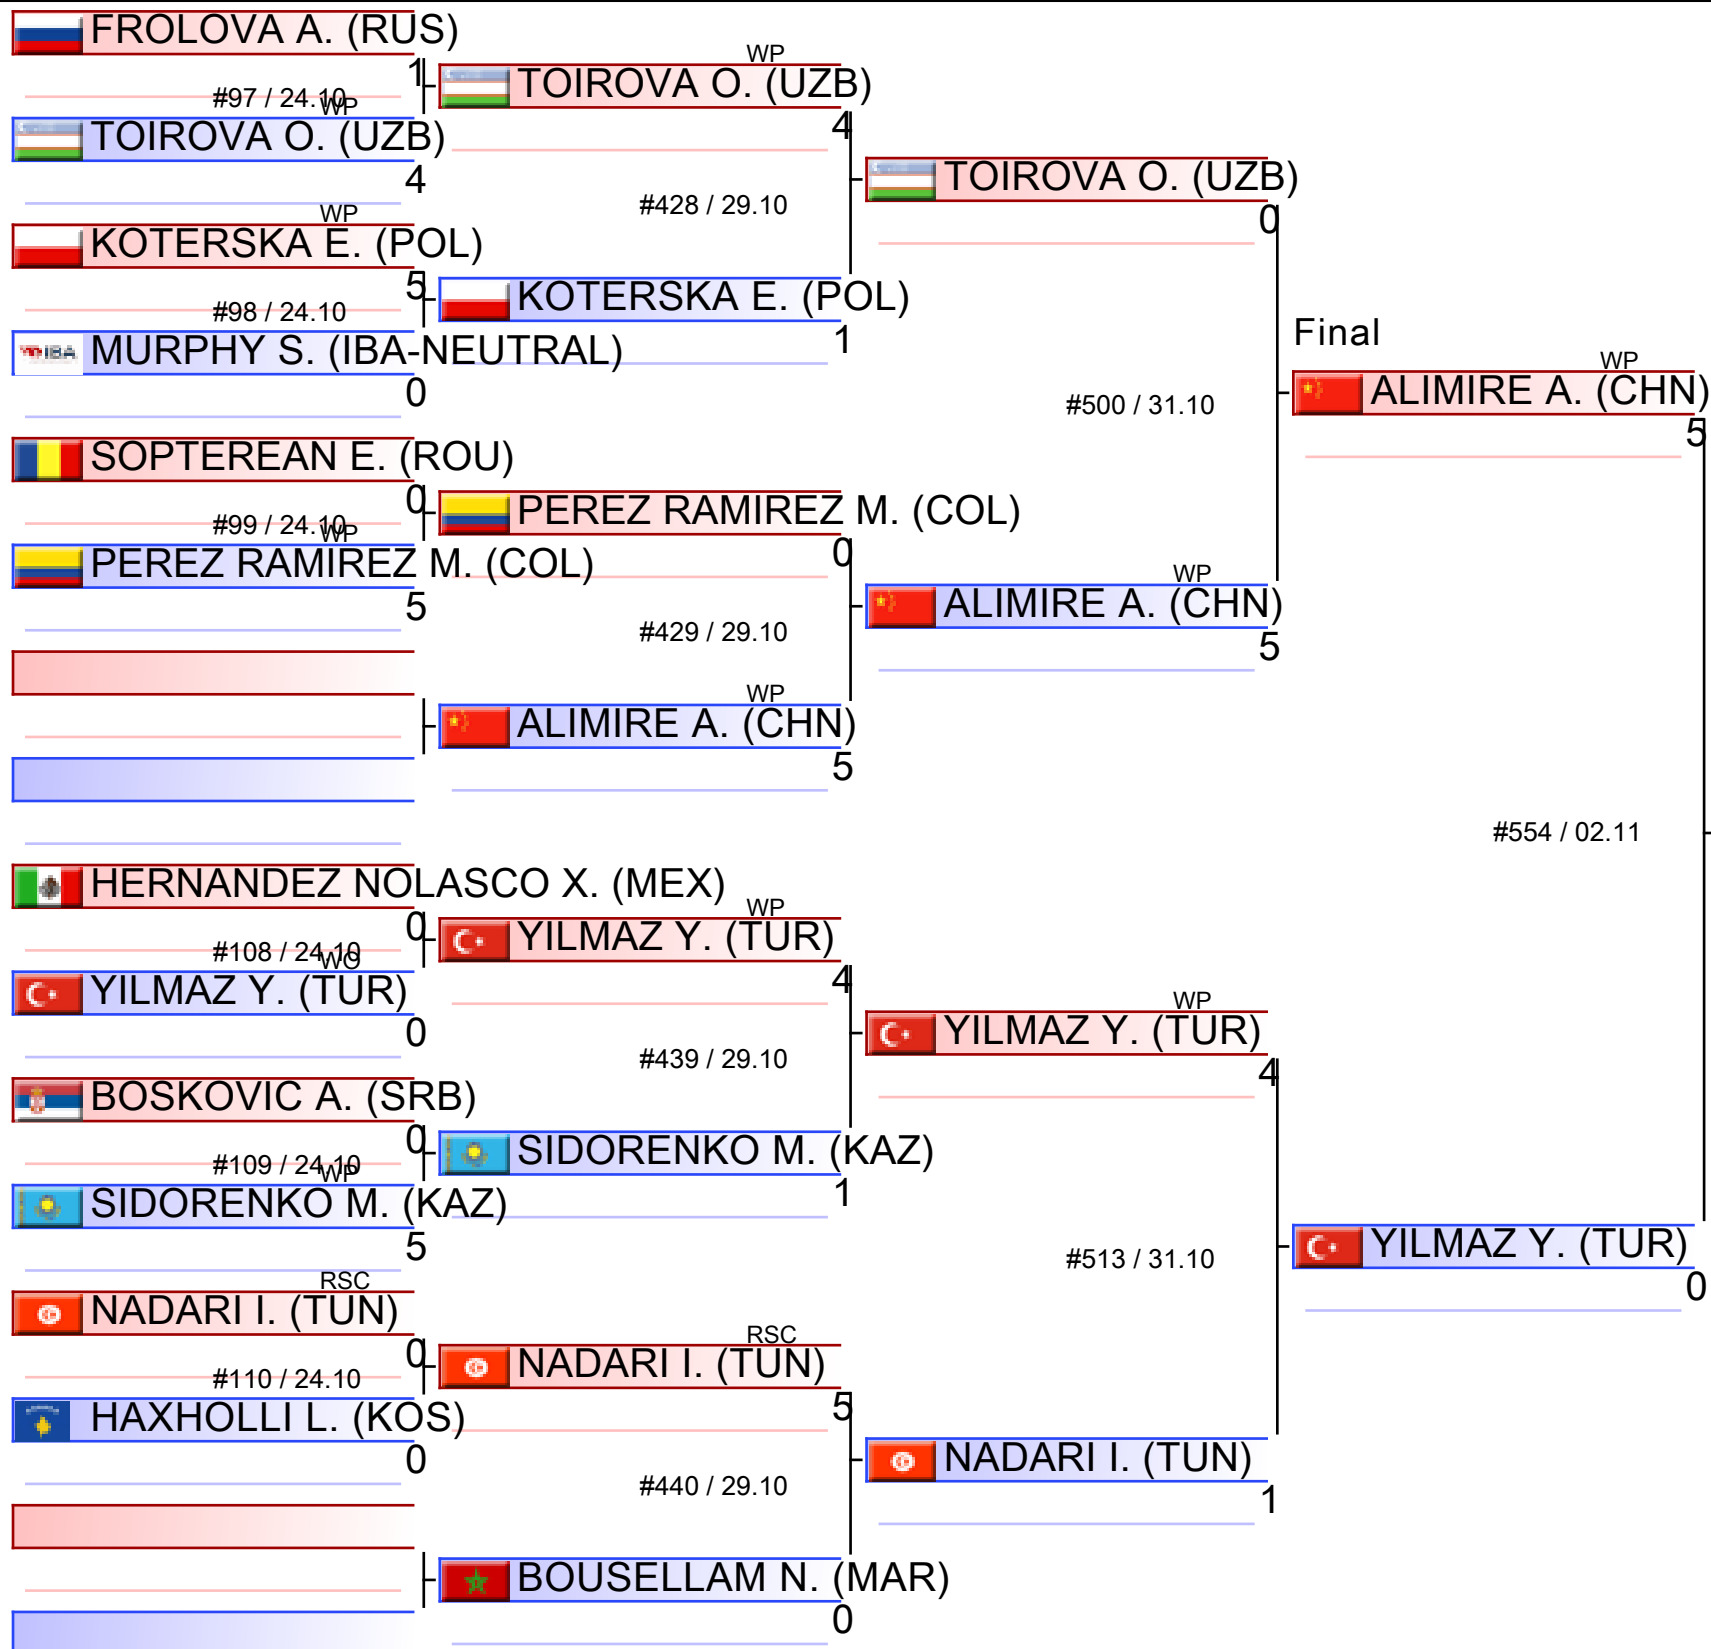 FROLOVA A. (RUS)
1
#97 / 24.10
WP
TOIROVA O. (UZB)
4
WP
KOTERSKA E. (POL)
5
#98 / 24.10
IBA
MURPHY S. (IBA-NEUTRAL)
0
SOPTEREAN E. (ROU)
0
#99 / 24.10
WP
PEREZ RAMIREZ M. (COL)
5
HERNANDEZ NOLASCO X. (MEX)
0
#108 / 24.10
WO
YILMAZ Y. (TUR)
0
BOSKOVIC A. (SRB)
0
#109 / 24.10
WP
SIDORENKO M. (KAZ)
5
RSC
NADARI I. (TUN)
0
#110 / 24.10
HAXHOLLI L. (KOS)
0
WP
TOIROVA O. (UZB)
4
#428 / 29.10
KOTERSKA E. (POL)
1
PEREZ RAMIREZ M. (COL)
0
#429 / 29.10
WP
ALIMIRE A. (CHN)
5
WP
YILMAZ Y. (TUR)
4
#439 / 29.10
SIDORENKO M. (KAZ)
1
RSC
NADARI I. (TUN)
5
#440 / 29.10
BOUSELLAM N. (MAR)
0
TOIROVA O. (UZB)
0
#500 / 31.10
WP
ALIMIRE A. (CHN)
5
WP
YILMAZ Y. (TUR)
4
#513 / 31.10
NADARI I. (TUN)
1
Final
WP
ALIMIRE A. (CHN)
5
#554 / 02.11
YILMAZ Y. (TUR)
0